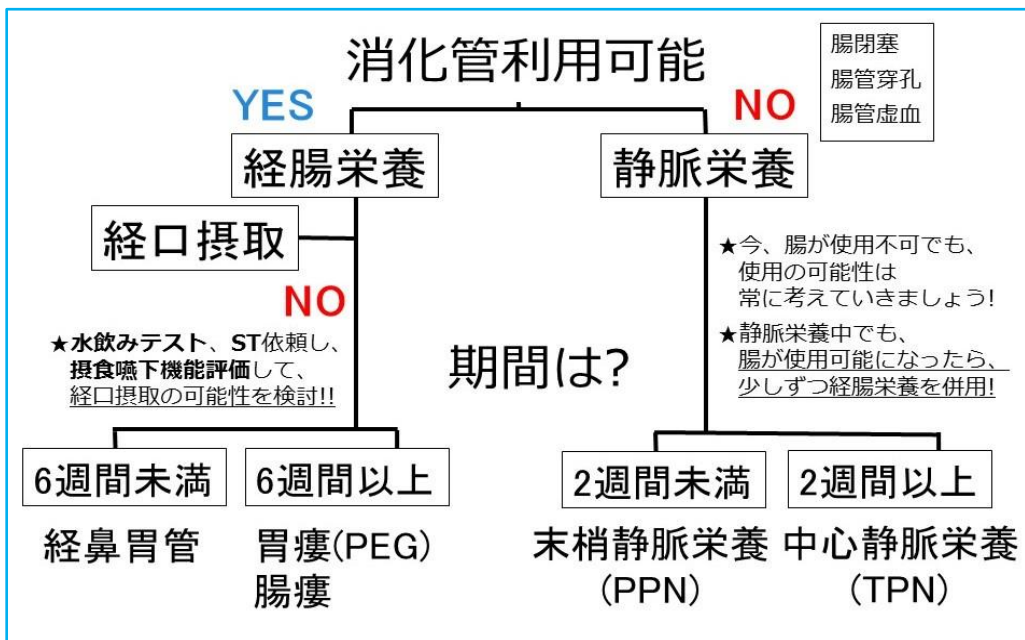 消化管利用可能
腸閉塞
腸管穿孔
腸管虚血
YES
NO
経腸栄養
静脈栄養
経口摂取
NO
★水飲みテスト、ST依頼し、
摂食嚥下機能評価して、
経口摂取の可能性を検討!!
★今、腸が使用不可でも、
使用の可能性は
常に考えていきましょう!
★静脈栄養中でも、
腸が使用可能になったら、
少しずつ経腸栄養を併用!
期間は?
6週間未満
6週間以上
2週間未満
2週間以上
経鼻胃管
胃瘻(PEG)
腸瘻
末梢静脈栄養
(PPN)
中心静脈栄養
(TPN)